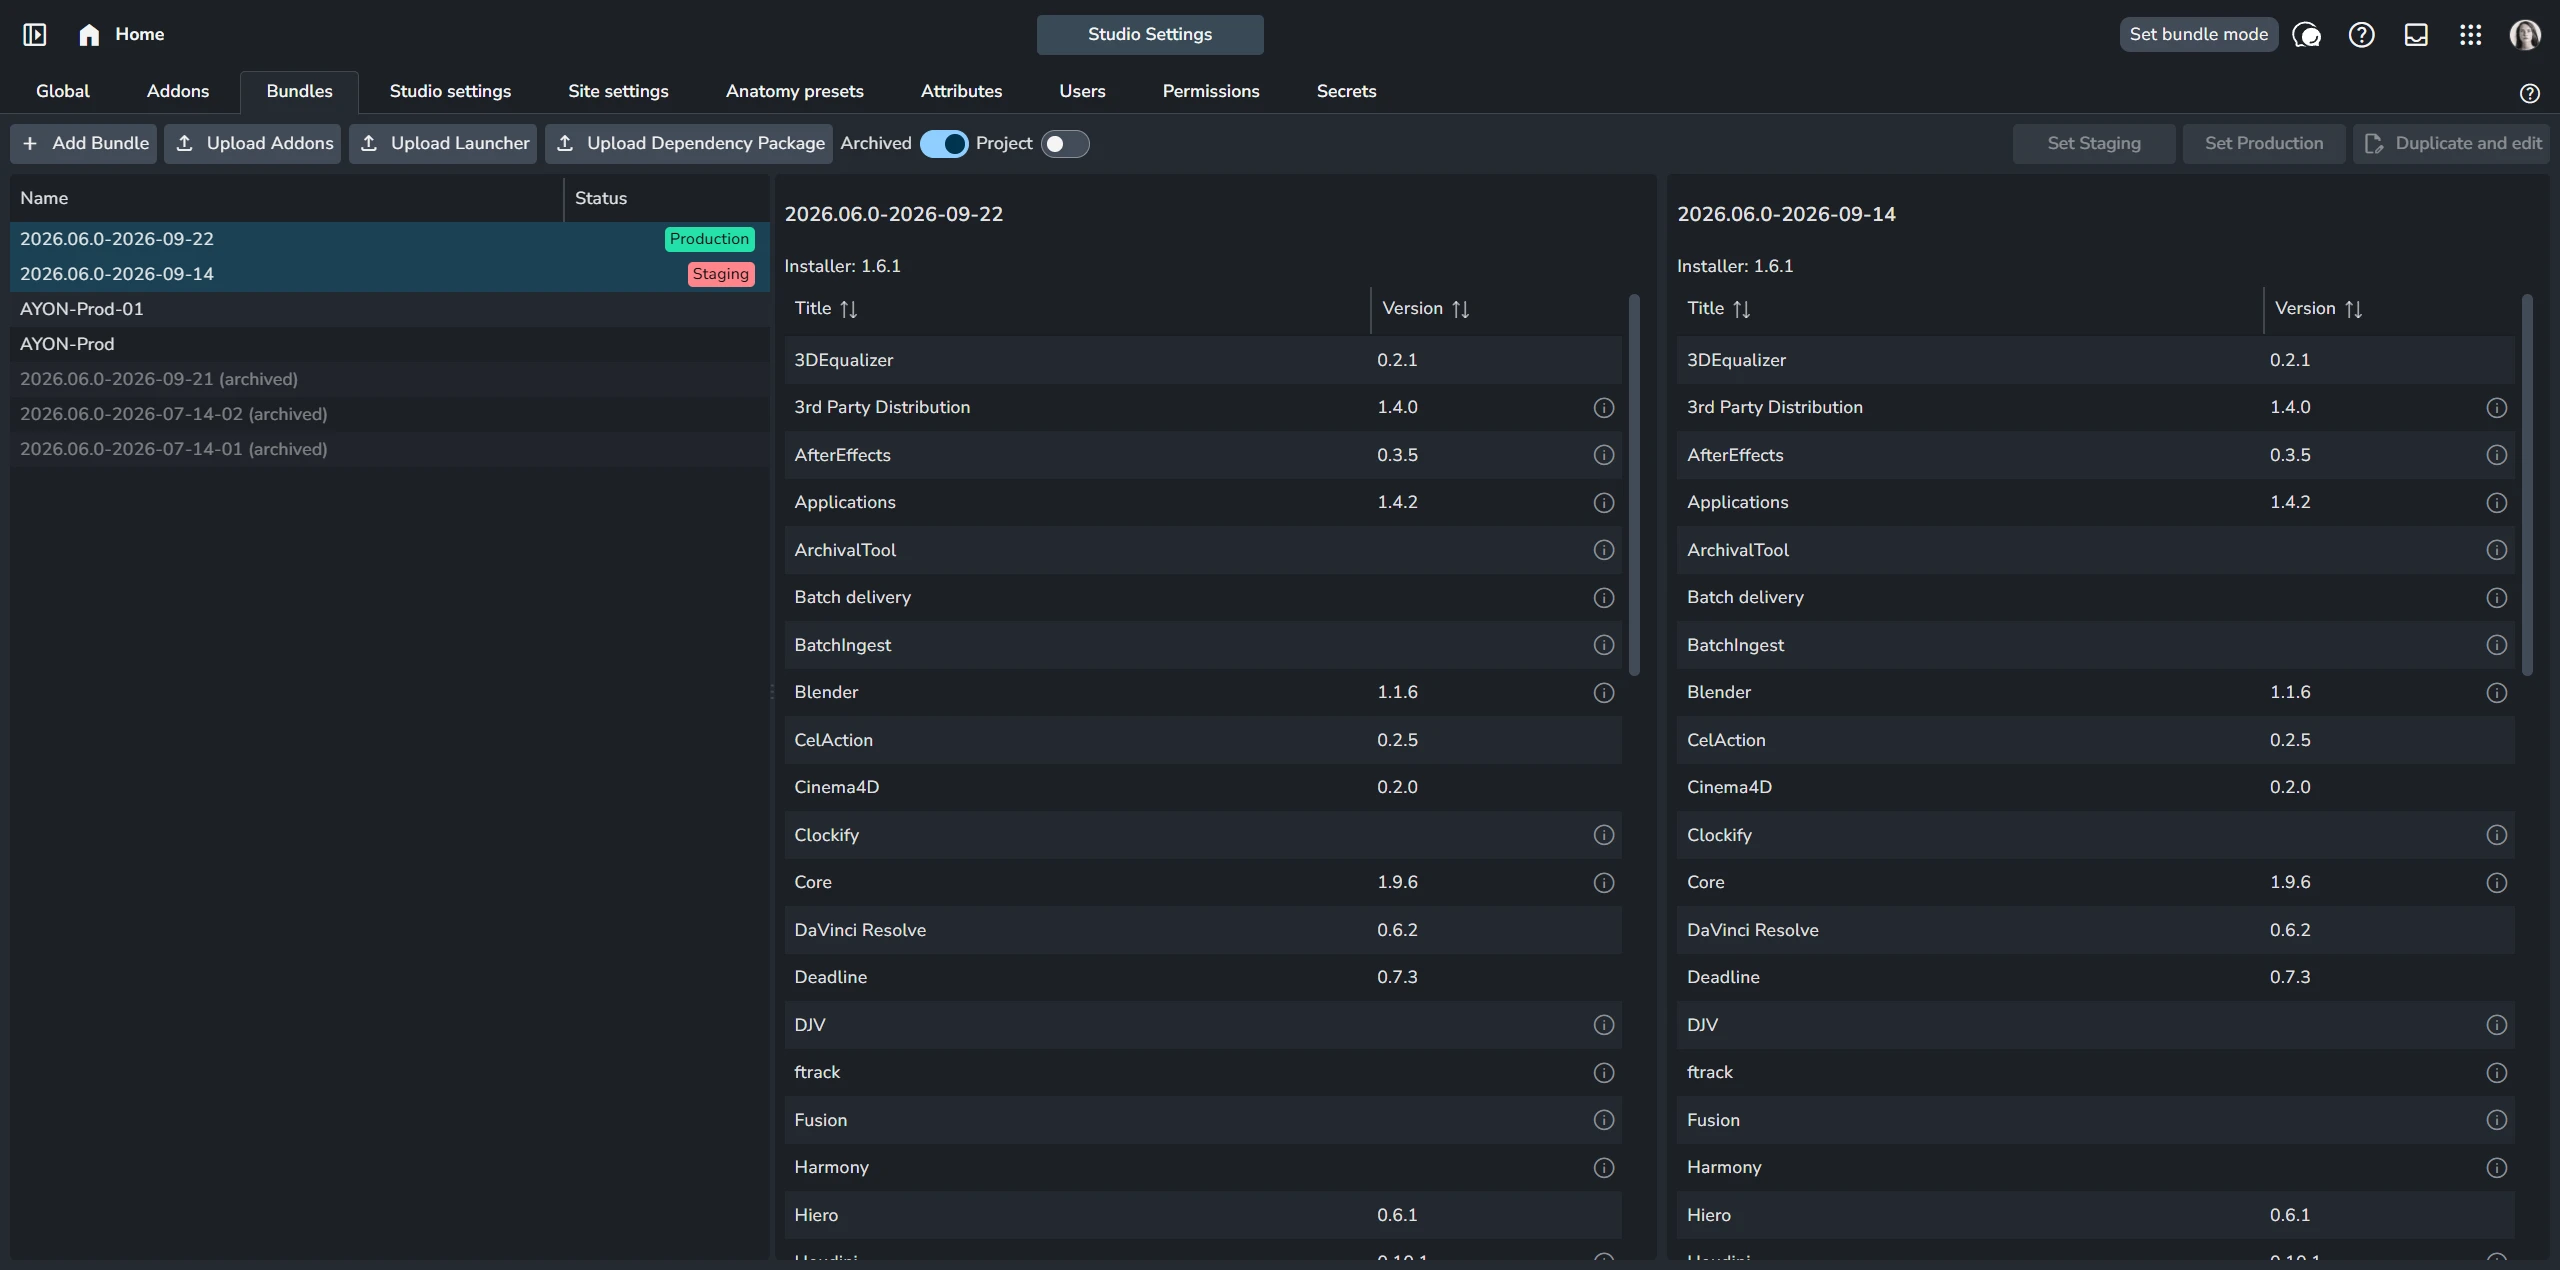 Home
Studio Settings
Set bundle mode
Global Addons Bundles Studio settings Site settings Anatomy presets Attributes Users Permissions Secrets
Add Bundle Upload Addons Upload Launcher Upload Dependency Package Archived Project Set Staging Set Production Duplicate and edit
Name Status
2026.06.0-2026-09-22 Production
2026.06.0-2026-09-14 Staging
AYON-Prod-01
AYON-Prod
2026.06.0-2026-09-21 (archived)
2026.06.0-2026-07-14-02 (archived)
2026.06.0-2026-07-14-01 (archived)
2026.06.0-2026-09-22
Installer: 1.6.1
Title Version
3DEqualizer 0.2.1
3rd Party Distribution 1.4.0
AfterEffects 0.3.5
Applications 1.4.2
ArchivalTool
Batch delivery
BatchIngest
Blender 1.1.6
CelAction 0.2.5
Cinema4D 0.2.0
Clockify
Core 1.9.6
DaVinci Resolve 0.6.2
Deadline 0.7.3
DJV
ftrack
Fusion
Harmony
Hiero 0.6.1
Houdini 0.10.1
2026.06.0-2026-09-14
Installer: 1.6.1
Title Version
3DEqualizer 0.2.1
3rd Party Distribution 1.4.0
AfterEffects 0.3.5
Applications 1.4.2
ArchivalTool
Batch delivery
BatchIngest
Blender 1.1.6
CelAction 0.2.5
Cinema4D 0.2.0
Clockify
Core 1.9.6
DaVinci Resolve 0.6.2
Deadline 0.7.3
DJV
ftrack
Fusion
Harmony
Hiero 0.6.1
Houdini 0.10.1